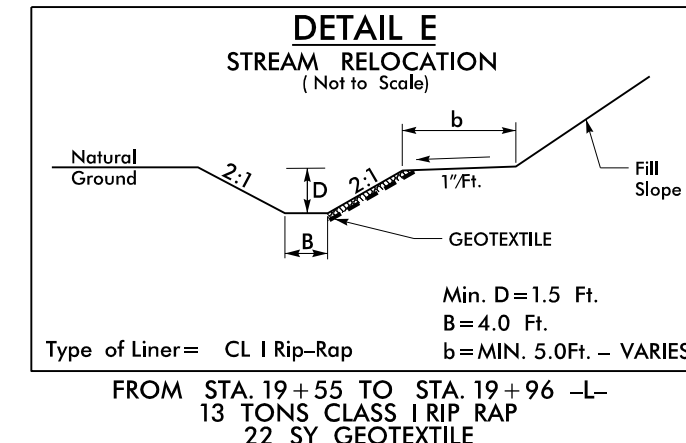 DETAIL E
STREAM RELOCATION
( Not to Scale)
b
Natural
Ground
2:1
D
2:1
1"/Ft.
Fill
Slope
B
GEOTEXTILE
Min. D=1.5 Ft.
B=4.0 Ft.
Type of Liner= CL I Rip-Rap
b=MIN. 5.0Ft. - VARIES
FROM STA. 19+55 TO STA. 19+96 -L-
13 TONS CLASS I RIP RAP
22 SY GEOTEXTILE